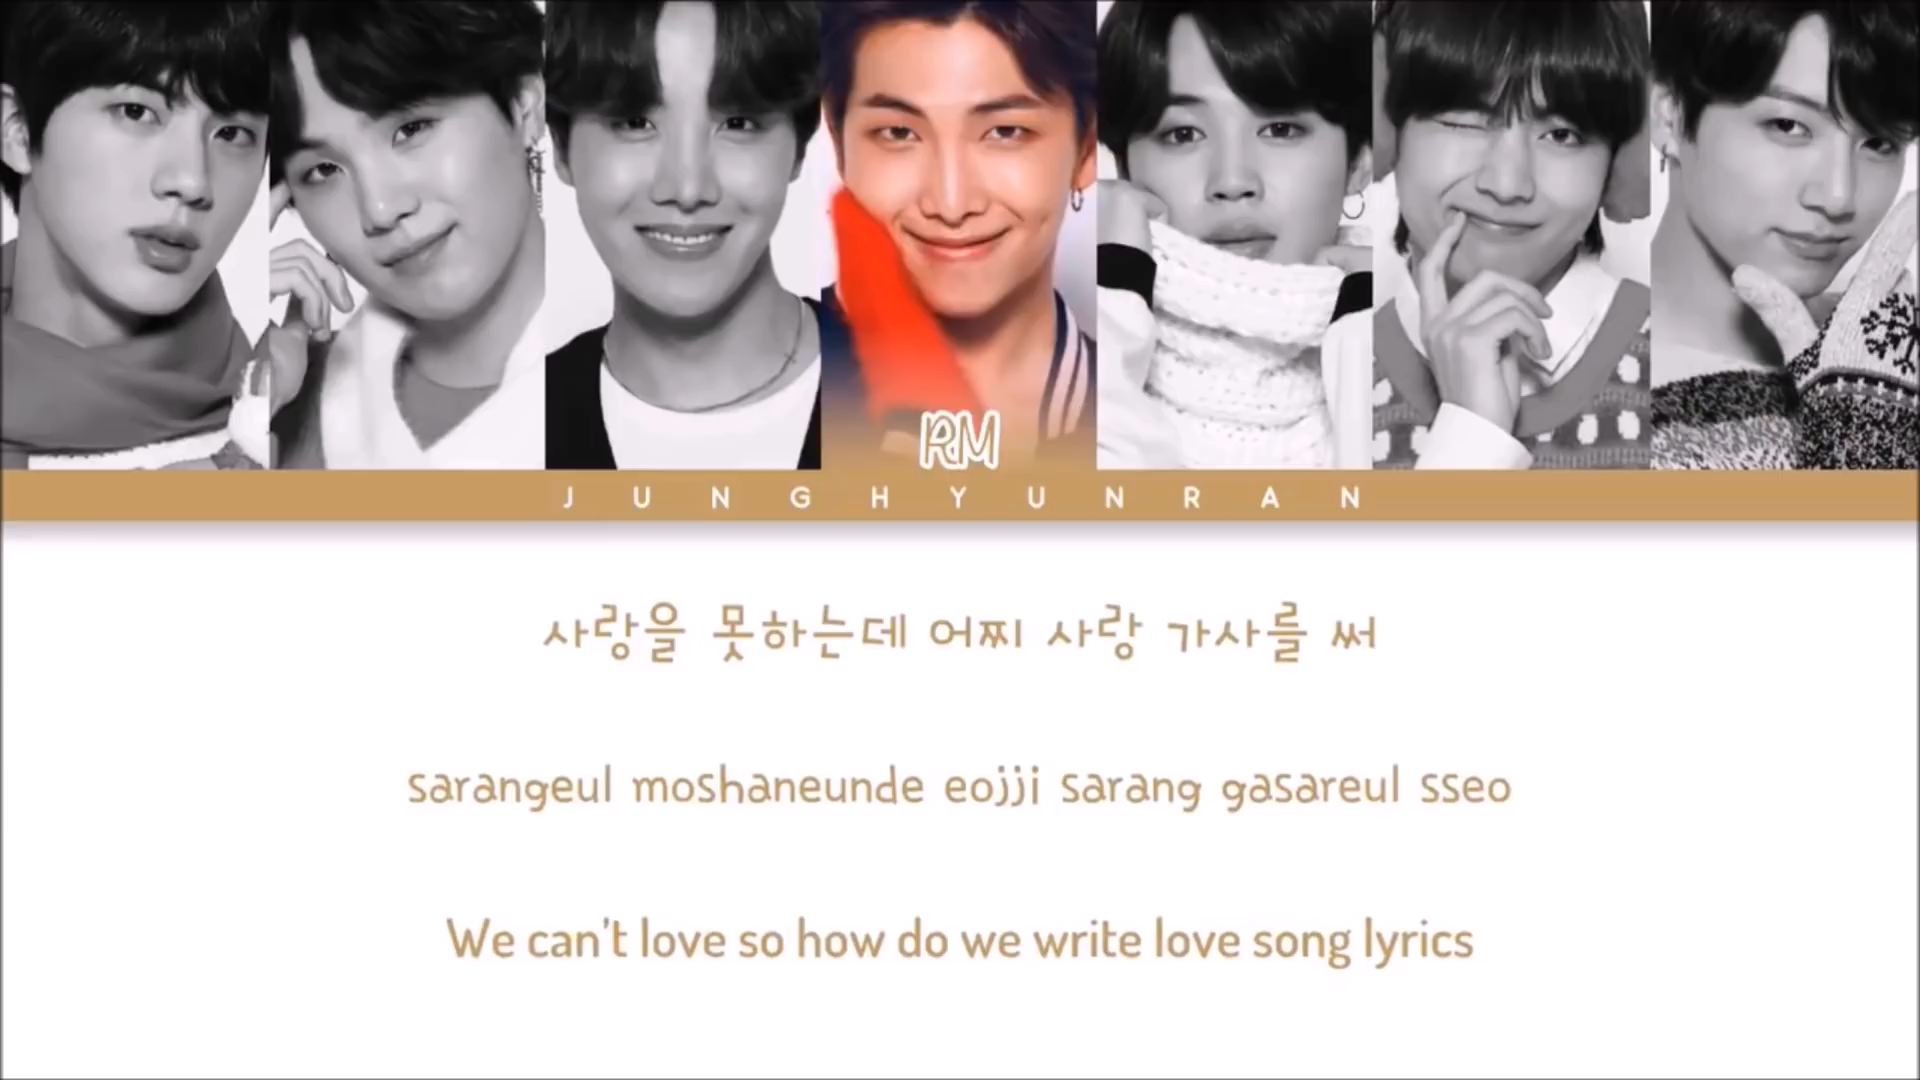 RM
JUNGHYUNRAN
사랑을 못하는데 어찌 사랑 가사를 써
sarangeul moshaneunde eojji sarang gasareul sseo
We can't love so how do we write love song lyrics